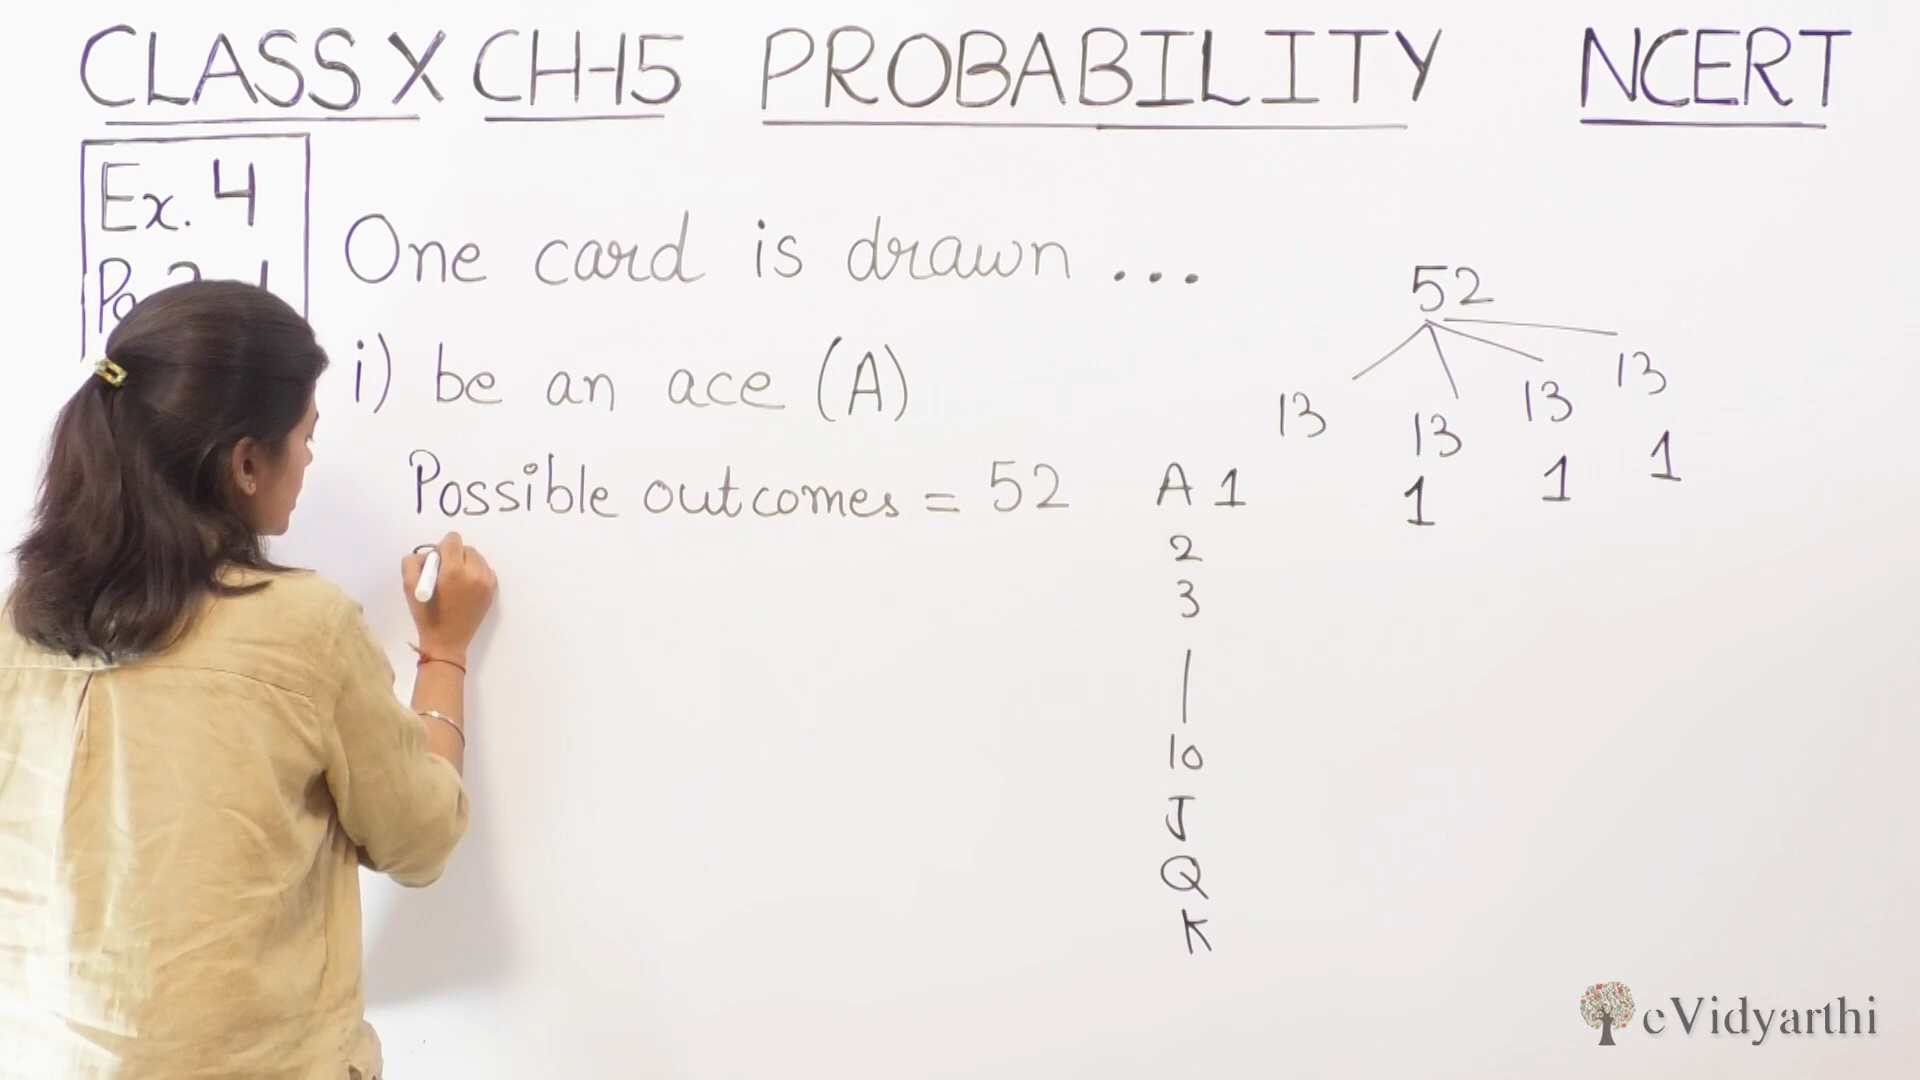 CLASS X CH-15 PROBABILITY NCERT
Ex. 4
One card is drawn ...
i) be an ace (A)
Possible outcomes = 52
52
13 13 13 13
A 1 1 1 1
2
3
|
10
J
Q
K
eVidyarthi